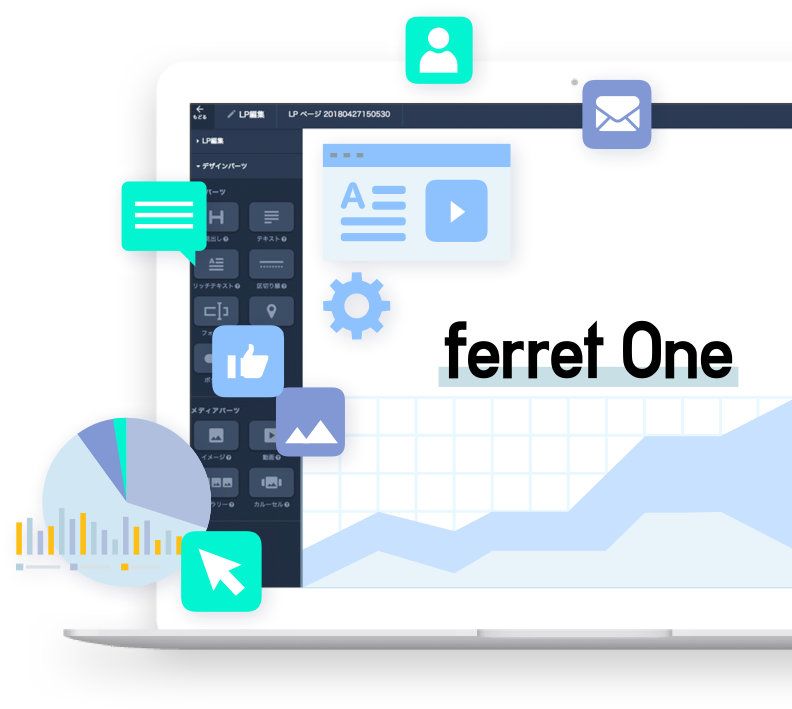 もどる
LP編集
LP ページ 20180427150530
LP編集
デザインパーツ
パーツ
H
見出し
テキスト
A
リッチテキスト
区切り線
メディアパーツ
イメージ
動画
カルーセル
A
ferret One